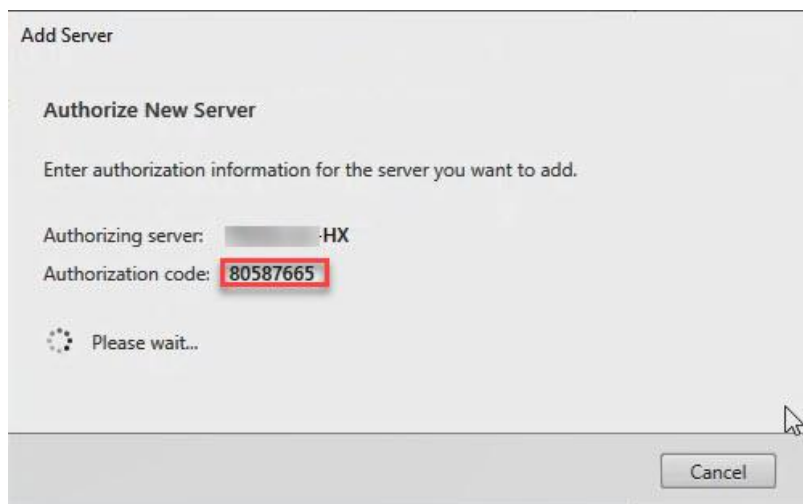 Add Server
Authorize New Server
Enter authorization information for the server you want to add.
Authorizing server: -HX
Authorization code: 80587665
Please wait...
Cancel